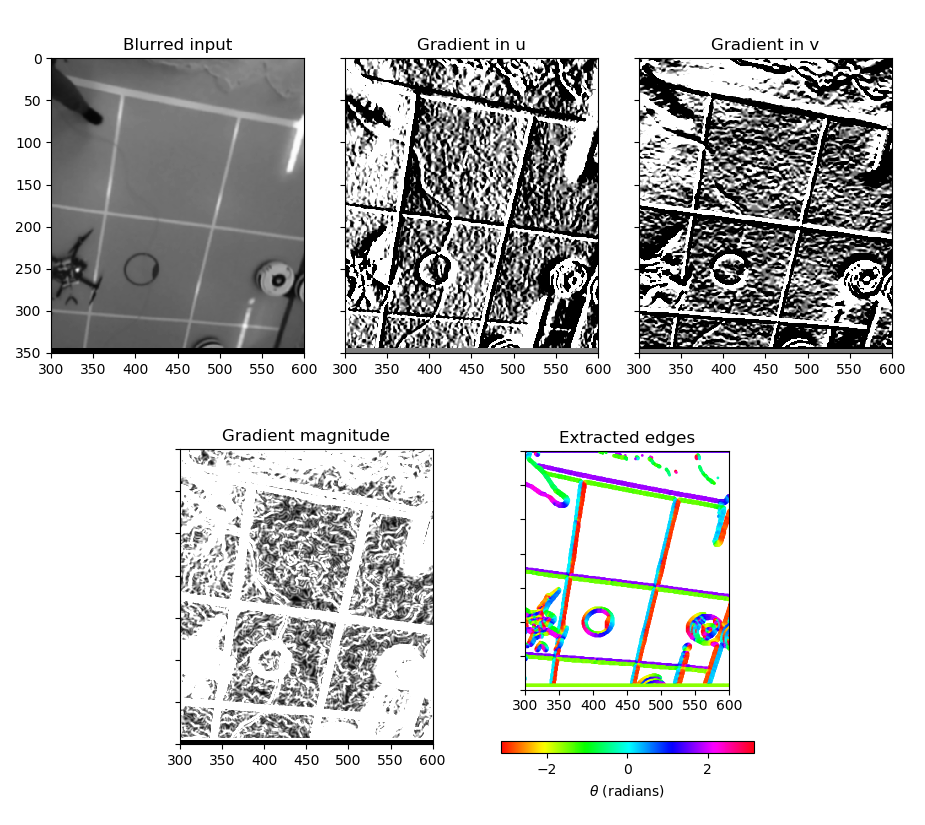 Blurred input
Gradient in u
Gradient in v
0
50
100
150
200
250
300
350
300 350 400 450 500 550 600
300 350 400 450 500 550 600
300 350 400 450 500 550 600
Gradient magnitude
Extracted edges
300 350 400 450 500 550 600
300 350 400 450 500 550 600
−2 0 2
θ (radians)